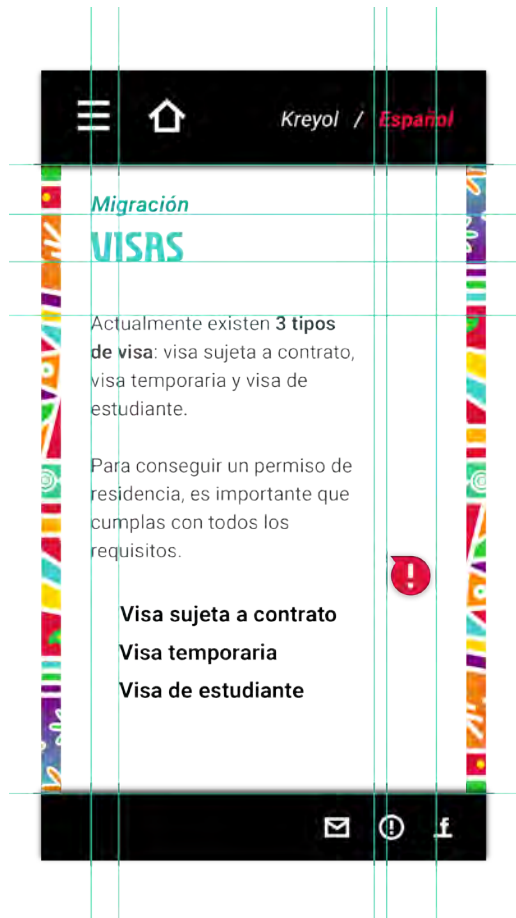 Kreyol / Español
Migración
VISAS
Actualmente existen 3 tipos
de visa: visa sujeta a contrato,
visa temporaria y visa de
estudiante.
Para conseguir un permiso de
residencia, es importante que
cumplas con todos los
requisitos.
Visa sujeta a contrato
Visa temporaria
Visa de estudiante